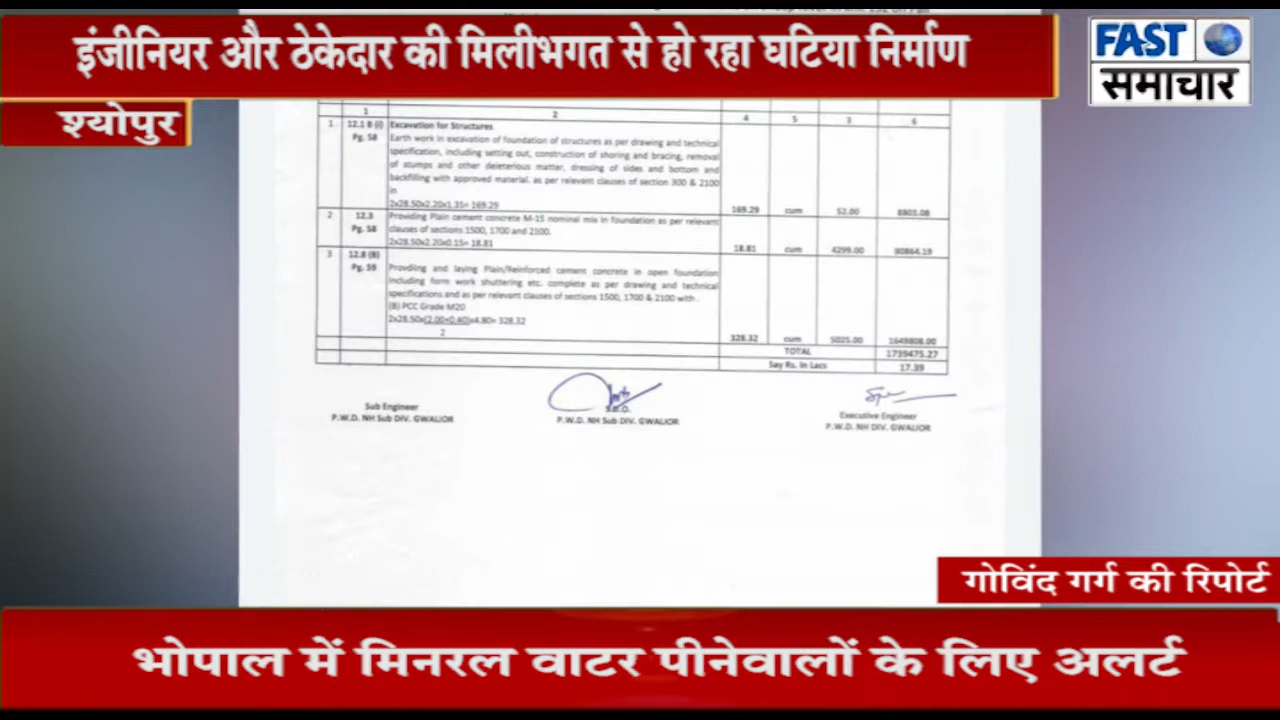 इंजीनियर और ठेकेदार की मिलीभगत से हो रहा घटिया निर्माण
FAST
समाचार
श्योपुर
1 2 4 5 3 6
1 12.1 B (i) Excavation for Structures
Pg. 58 Earth work in excavation of foundation of structures as per drawing and technical
specification, including setting out, construction of shoring and bracing, removal
of stumps and other deleterious matter, dressing of sides and bottom and
backfilling with approved material. as per relevant clauses of section 300 & 2100
in
2x28.50x2.20x1.35= 169.29 169.29 cum 52.00 8803.08
2 12.3 Providing Plain cement concrete M-15 nominal mix in foundation as per relevant
Pg. 58 clauses of sections 1500, 1700 and 2100.
2x28.50x2.20x0.15= 18.81 18.81 cum 4299.00 80864.19
3 12.8 (B)
Pg. 59 Provdiing and laying Plain/Reinforced cement concrete in open foundation
including form work shuttering etc. complete as per drawing and technical
specifications and as per relevant clauses of sections 1500, 1700 & 2100 with .
(B) PCC Grade M20
2x28.50x(2.00+0.40)x4.80= 328.32
2
328.32 cum 5025.00 1649808.00
TOTAL 1739475.27
Say Rs. In Lacs 17.39
Sub Engineer
P.W.D. NH Sub DIV. GWALIOR
S.D.O.
P.W.D. NH Sub DIV. GWALIOR
Executive Engineer
P.W.D. NH DIV. GWALIOR
गोविंद गर्ग की रिपोर्ट
भोपाल में मिनरल वाटर पीनेवालों के लिए अलर्ट